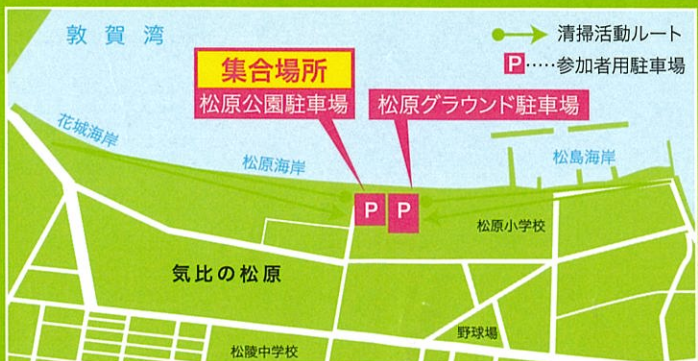 敦賀湾
清掃活動ルート
P……参加者用駐車場
集合場所
松原公園駐車場
松原グラウンド駐車場
花城海岸
松原海岸
松島海岸
P
P
松原小学校
気比の松原
野球場
松陵中学校